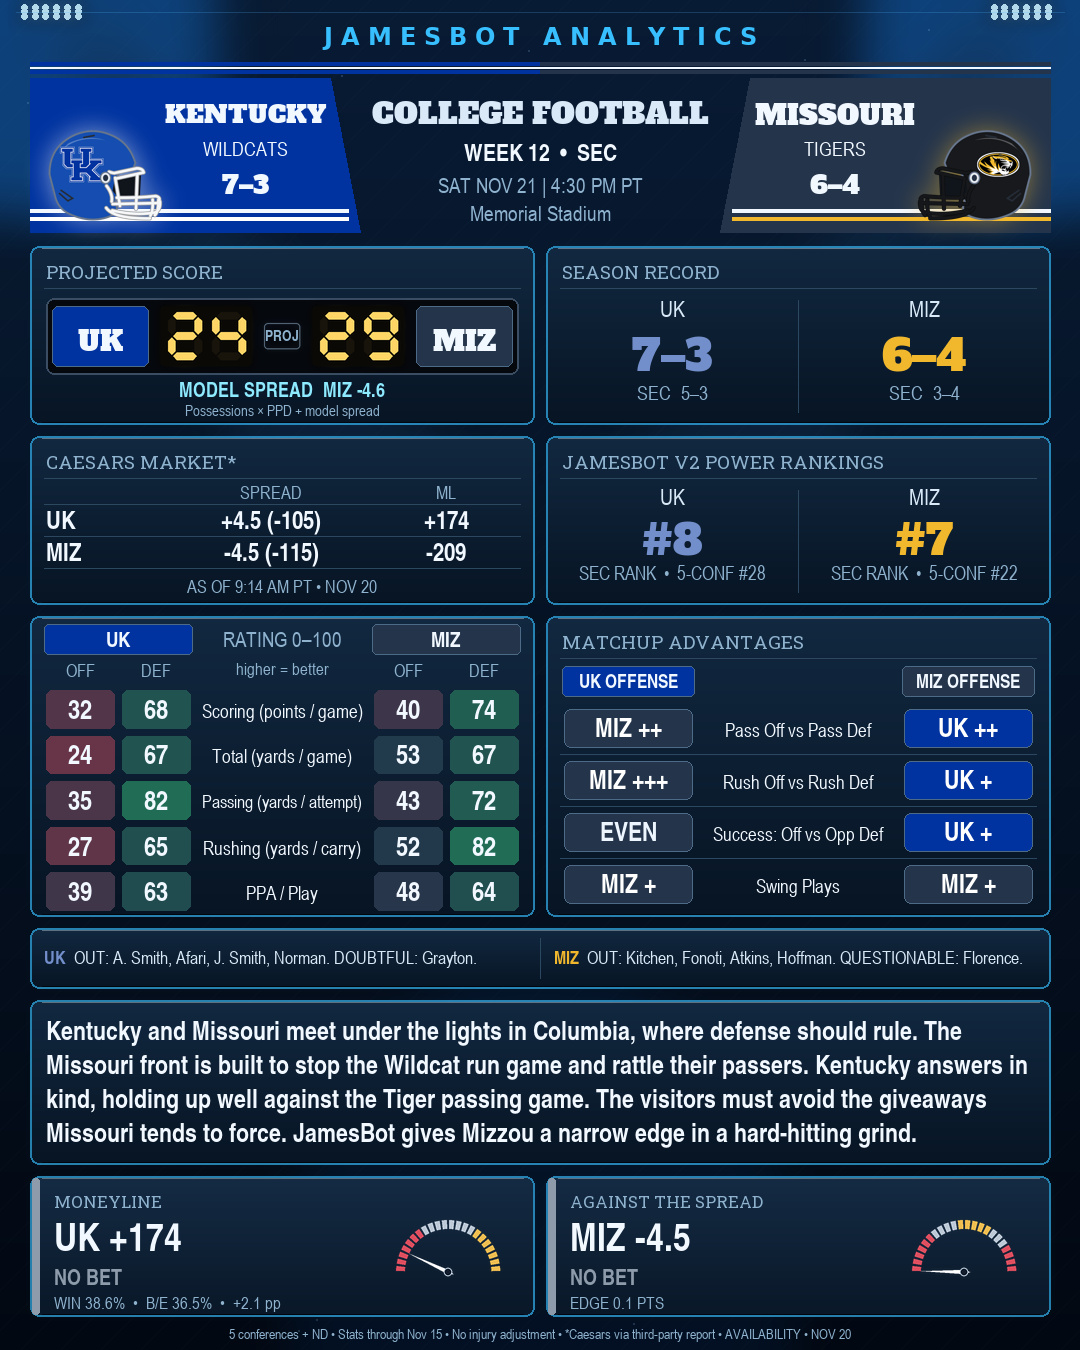 JAMESBOT ANALYTICS
KENTUCKY
WILDCATS
7–3
UK
COLLEGE FOOTBALL
WEEK 12 • SEC
SAT NOV 21 | 4:30 PM PT
Memorial Stadium
MISSOURI
TIGERS
6–4
PROJECTED SCORE
UK 24 PROJ 29 MIZ
MODEL SPREAD MIZ -4.6
Possessions × PPD + model spread
SEASON RECORD
UK MIZ
7–3 6–4
SEC 5–3 SEC 3–4
CAESARS MARKET*
SPREAD ML
UK +4.5 (-105) +174
MIZ -4.5 (-115) -209
AS OF 9:14 AM PT • NOV 20
JAMESBOT V2 POWER RANKINGS
UK MIZ
#8 #7
SEC RANK • 5-CONF #28 SEC RANK • 5-CONF #22
UK RATING 0–100 MIZ
OFF DEF higher = better OFF DEF
32 68 Scoring (points / game) 40 74
24 67 Total (yards / game) 53 67
35 82 Passing (yards / attempt) 43 72
27 65 Rushing (yards / carry) 52 82
39 63 PPA / Play 48 64
MATCHUP ADVANTAGES
UK OFFENSE MIZ OFFENSE
MIZ ++ Pass Off vs Pass Def UK ++
MIZ +++ Rush Off vs Rush Def UK +
EVEN Success: Off vs Opp Def UK +
MIZ + Swing Plays MIZ +
UK OUT: A. Smith, Afari, J. Smith, Norman. DOUBTFUL: Grayton.
MIZ OUT: Kitchen, Fonoti, Atkins, Hoffman. QUESTIONABLE: Florence.
Kentucky and Missouri meet under the lights in Columbia, where defense should rule. The
Missouri front is built to stop the Wildcat run game and rattle their passers. Kentucky answers in
kind, holding up well against the Tiger passing game. The visitors must avoid the giveaways
Missouri tends to force. JamesBot gives Mizzou a narrow edge in a hard-hitting grind.
MONEYLINE
UK +174
NO BET
WIN 38.6% • B/E 36.5% • +2.1 pp
AGAINST THE SPREAD
MIZ -4.5
NO BET
EDGE 0.1 PTS
5 conferences + ND • Stats through Nov 15 • No injury adjustment • *Caesars via third-party report • AVAILABILITY • NOV 20